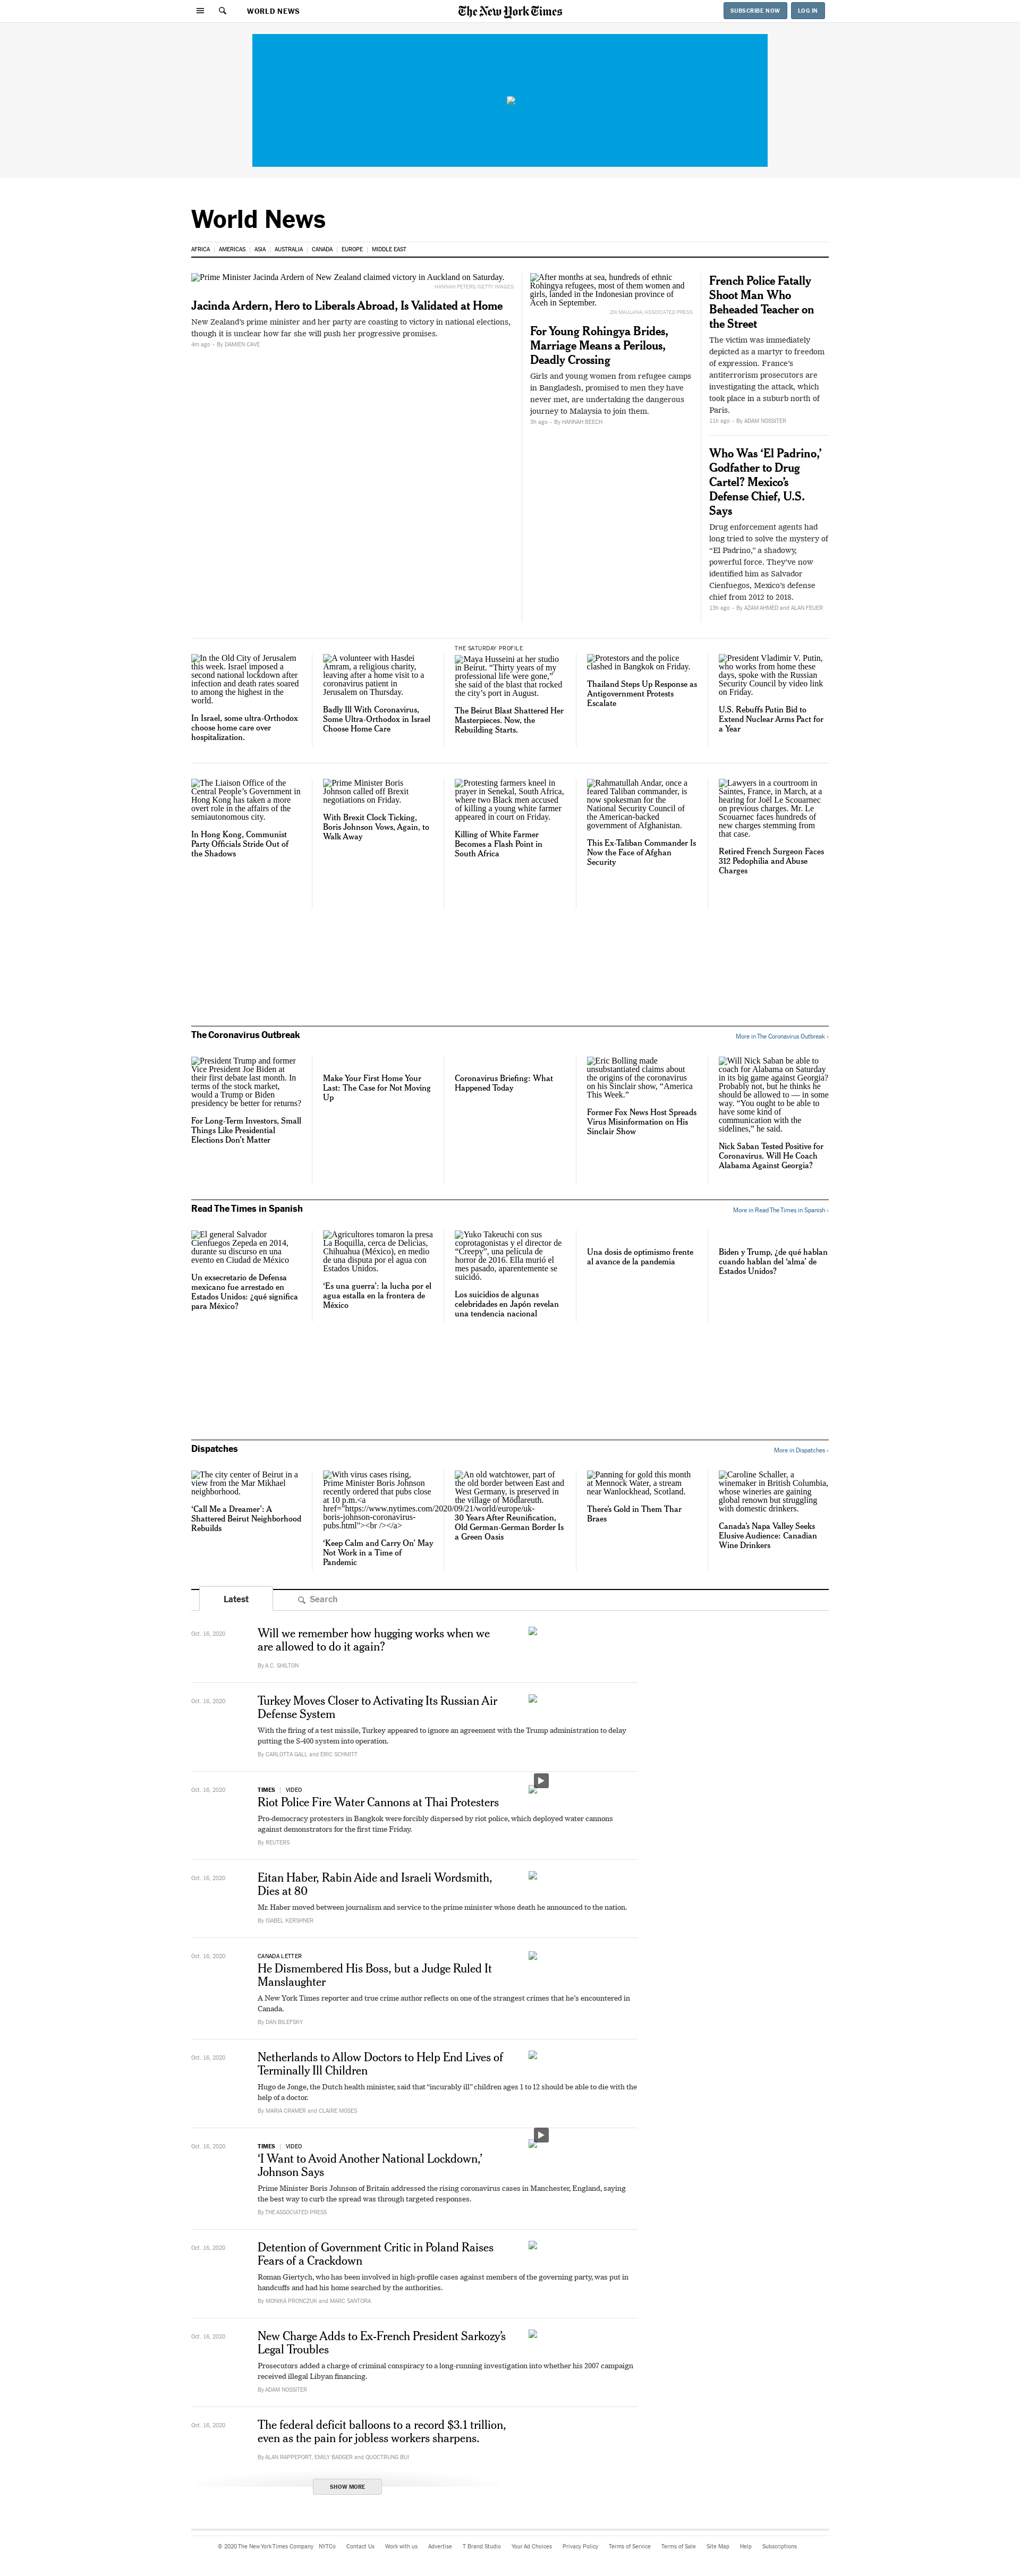 WORLD NEWS
The New York Times
SUBSCRIBE NOW
LOG IN
World News
AFRICA | AMERICAS | ASIA | AUSTRALIA | CANADA | EUROPE | MIDDLE EAST
Prime Minister Jacinda Ardern of New Zealand claimed victory in Auckland on Saturday.
HANNAH PETERS/GETTY IMAGES
Jacinda Ardern, Hero to Liberals Abroad, Is Validated at Home
New Zealand's prime minister and her party are coasting to victory in national elections,
though it is unclear how far she will push her progressive promises.
4m ago - By DAMIEN CAVE
After months at sea, hundreds of ethnic
Rohingya refugees, most of them women and
girls, landed in the Indonesian province of
Aceh in September.
ZIK MAULANA/ASSOCIATED PRESS
For Young Rohingya Brides,
Marriage Means a Perilous,
Deadly Crossing
Girls and young women from refugee camps
in Bangladesh, promised to men they have
never met, are undertaking the dangerous
journey to Malaysia to join them.
3h ago - By HANNAH BEECH
French Police Fatally
Shoot Man Who
Beheaded Teacher on
the Street
The victim was immediately
depicted as a martyr to freedom
of expression. France's
antiterrorism prosecutors are
investigating the attack, which
took place in a suburb north of
Paris.
11h ago - By ADAM NOSSITER
Who Was ‘El Padrino,’
Godfather to Drug
Cartel? Mexico's
Defense Chief, U.S.
Says
Drug enforcement agents had
long tried to solve the mystery of
“El Padrino,” a shadowy,
powerful force. They've now
identified him as Salvador
Cienfuegos, Mexico's defense
chief from 2012 to 2018.
13h ago - By AZAM AHMED and ALAN FEUER
In the Old City of Jerusalem
this week. Israel imposed a
second national lockdown after
infection and death rates soared
to among the highest in the
world.
In Israel, some ultra-Orthodox
choose home care over
hospitalization.
A volunteer with Hasdei
Amram, a religious charity,
leaving after a home visit to a
coronavirus patient in
Jerusalem on Thursday.
Badly Ill With Coronavirus,
Some Ultra-Orthodox in Israel
Choose Home Care
THE SATURDAY PROFILE
Maya Husseini at her studio
in Beirut. “Thirty years of my
professional life were gone,”
she said of the blast that rocked
the city's port in August.
The Beirut Blast Shattered Her
Masterpieces. Now, the
Rebuilding Starts.
Protestors and the police
clashed in Bangkok on Friday.
Thailand Steps Up Response as
Antigovernment Protests
Escalate
President Vladimir V. Putin,
who works from home these
days, spoke with the Russian
Security Council by video link
on Friday.
U.S. Rebuffs Putin Bid to
Extend Nuclear Arms Pact for
a Year
The Liaison Office of the
Central People's Government in
Hong Kong has taken a more
overt role in the affairs of the
semiautonomous city.
In Hong Kong, Communist
Party Officials Stride Out of
the Shadows
Prime Minister Boris
Johnson called off Brexit
negotiations on Friday.
With Brexit Clock Ticking,
Boris Johnson Vows, Again, to
Walk Away
Protesting farmers kneel in
prayer in Senekal, South Africa,
where two Black men accused
of killing a young white farmer
appeared in court on Friday.
Killing of White Farmer
Becomes a Flash Point in
South Africa
Rahmatullah Andar, once a
feared Taliban commander, is
now spokesman for the
National Security Council of
the American-backed
government of Afghanistan.
This Ex-Taliban Commander Is
Now the Face of Afghan
Security
Lawyers in a courtroom in
Saintes, France, in March, at a
hearing for Joël Le Scouarnec
on previous charges. Mr. Le
Scouarnec faces hundreds of
new charges stemming from
that case.
Retired French Surgeon Faces
312 Pedophilia and Abuse
Charges
The Coronavirus Outbreak
More in The Coronavirus Outbreak ›
President Trump and former
Vice President Joe Biden at
their first debate last month. In
terms of the stock market,
would a Trump or Biden
presidency be better for returns?
For Long-Term Investors, Small
Things Like Presidential
Elections Don't Matter
Make Your First Home Your
Last: The Case for Not Moving
Up
Coronavirus Briefing: What
Happened Today
Eric Bolling made
unsubstantiated claims about
the origins of the coronavirus
on his Sinclair show, “America
This Week.”
Former Fox News Host Spreads
Virus Misinformation on His
Sinclair Show
Will Nick Saban be able to
coach for Alabama on Saturday
in its big game against Georgia?
Probably not, but he thinks he
should be allowed to — in some
way. “You ought to be able to
have some kind of
communication with the
sidelines,” he said.
Nick Saban Tested Positive for
Coronavirus. Will He Coach
Alabama Against Georgia?
Read The Times in Spanish
More in Read The Times in Spanish ›
El general Salvador
Cienfuegos Zepeda en 2014,
durante su discurso en una
evento en Ciudad de México
Un exsecretario de Defensa
mexicano fue arrestado en
Estados Unidos: ¿qué significa
para México?
Agricultores tomaron la presa
La Boquilla, cerca de Delicias,
Chihuahua (México), en medio
de una disputa por el agua con
Estados Unidos.
‘Es una guerra’: la lucha por el
agua estalla en la frontera de
México
Yuko Takeuchi con sus
coprotagonistas y el director de
“Creepy”, una película de
horror de 2016. Ella murió el
mes pasado, aparentemente se
suicidó.
Los suicidios de algunas
celebridades en Japón revelan
una tendencia nacional
Una dosis de optimismo frente
al avance de la pandemia
Biden y Trump, ¿de qué hablan
cuando hablan del ‘alma’ de
Estados Unidos?
Dispatches
More in Dispatches ›
The city center of Beirut in a
view from the Mar Mikhael
neighborhood.
‘Call Me a Dreamer’: A
Shattered Beirut Neighborhood
Rebuilds
With virus cases rising,
Prime Minister Boris Johnson
recently ordered that pubs close
at 10 p.m.<a
href="https://www.nytimes.com/2020/09/21/world/europe/uk-
boris-johnson-coronavirus-
pubs.html"><br /></a>
‘Keep Calm and Carry On’ May
Not Work in a Time of
Pandemic
An old watchtower, part of
the old border between East and
West Germany, is preserved in
the village of Mödlareuth.
30 Years After Reunification,
Old German-German Border Is
a Green Oasis
Panning for gold this month
at Mennock Water, a stream
near Wanlockhead, Scotland.
There's Gold in Them Thar
Braes
Caroline Schaller, a
winemaker in British Columbia,
whose wineries are gaining
global renown but struggling
with domestic drinkers.
Canada's Napa Valley Seeks
Elusive Audience: Canadian
Wine Drinkers
Latest
Search
Oct. 16, 2020
Will we remember how hugging works when we
are allowed to do it again?
By A.C. SHILTON
Oct. 16, 2020
Turkey Moves Closer to Activating Its Russian Air
Defense System
With the firing of a test missile, Turkey appeared to ignore an agreement with the Trump administration to delay
putting the S-400 system into operation.
By CARLOTTA GALL and ERIC SCHMITT
Oct. 16, 2020
TIMES | VIDEO
Riot Police Fire Water Cannons at Thai Protesters
Pro-democracy protesters in Bangkok were forcibly dispersed by riot police, which deployed water cannons
against demonstrators for the first time Friday.
By REUTERS
Oct. 16, 2020
Eitan Haber, Rabin Aide and Israeli Wordsmith,
Dies at 80
Mr. Haber moved between journalism and service to the prime minister whose death he announced to the nation.
By ISABEL KERSHNER
Oct. 16, 2020
CANADA LETTER
He Dismembered His Boss, but a Judge Ruled It
Manslaughter
A New York Times reporter and true crime author reflects on one of the strangest crimes that he's encountered in
Canada.
By DAN BILEFSKY
Oct. 16, 2020
Netherlands to Allow Doctors to Help End Lives of
Terminally Ill Children
Hugo de Jonge, the Dutch health minister, said that “incurably ill” children ages 1 to 12 should be able to die with the
help of a doctor.
By MARIA CRAMER and CLAIRE MOSES
Oct. 16, 2020
TIMES | VIDEO
‘I Want to Avoid Another National Lockdown,’
Johnson Says
Prime Minister Boris Johnson of Britain addressed the rising coronavirus cases in Manchester, England, saying
the best way to curb the spread was through targeted responses.
By THE ASSOCIATED PRESS
Oct. 16, 2020
Detention of Government Critic in Poland Raises
Fears of a Crackdown
Roman Giertych, who has been involved in high-profile cases against members of the governing party, was put in
handcuffs and had his home searched by the authorities.
By MONIKA PRONCZUK and MARC SANTORA
Oct. 16, 2020
New Charge Adds to Ex-French President Sarkozy's
Legal Troubles
Prosecutors added a charge of criminal conspiracy to a long-running investigation into whether his 2007 campaign
received illegal Libyan financing.
By ADAM NOSSITER
Oct. 16, 2020
The federal deficit balloons to a record $3.1 trillion,
even as the pain for jobless workers sharpens.
By ALAN RAPPEPORT, EMILY BADGER and QUOCTRUNG BUI
SHOW MORE
© 2020 The New York Times Company NYTCo Contact Us Work with us Advertise T Brand Studio Your Ad Choices Privacy Policy Terms of Service Terms of Sale Site Map Help Subscriptions